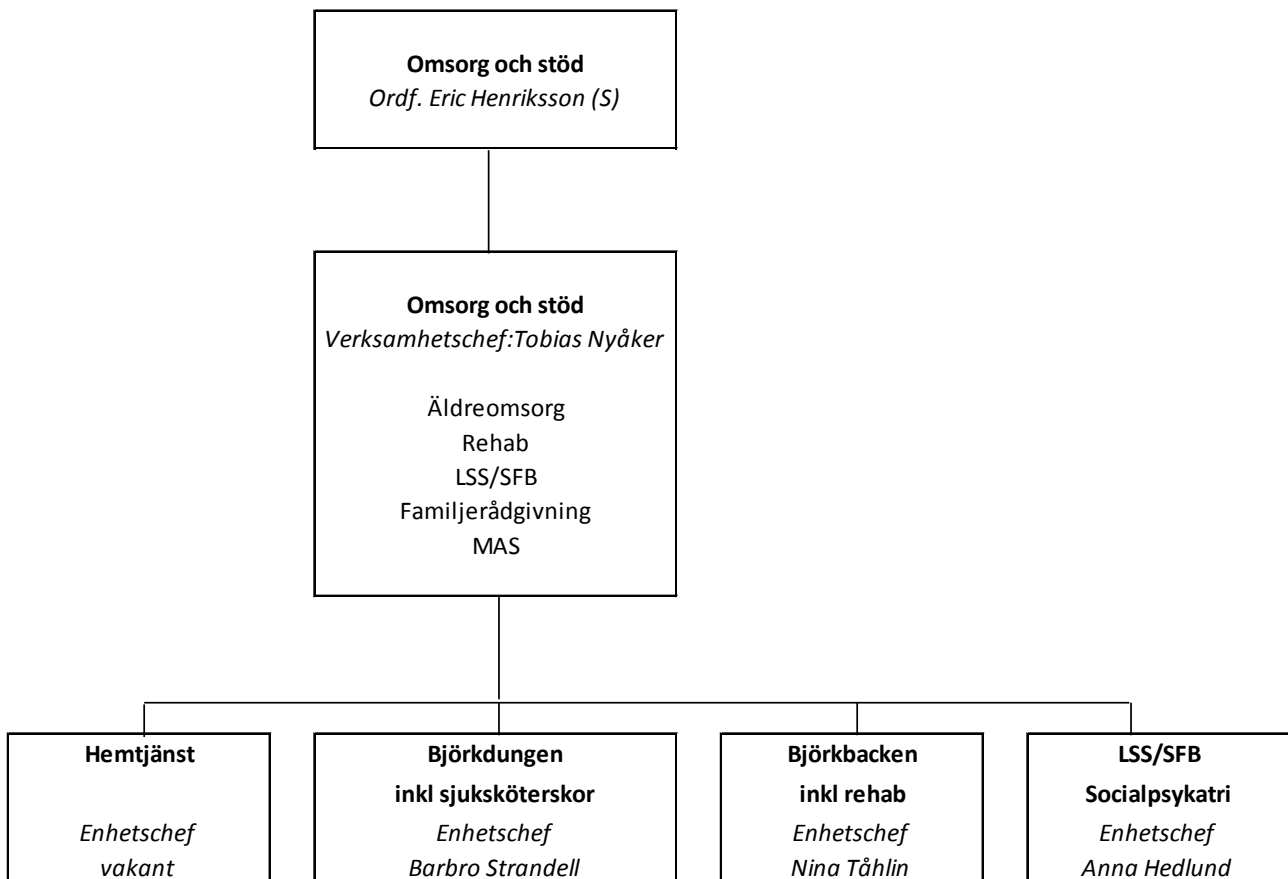 Omsorg och stöd
Ordf. Eric Henriksson (S)
Omsorg och stöd
Verksamhetschef:Tobias Nyåker
Äldreomsorg
Rehab
LSS/SFB
Familjerådgivning
MAS
Hemtjänst
Enhetschef
vakant
Björkdungen
inkl sjuksköterskor
Enhetschef
Barbro Strandell
Björkbacken
inkl rehab
Enhetschef
Nina Tåhlin
LSS/SFB
Socialpsykatri
Enhetschef
Anna Hedlund